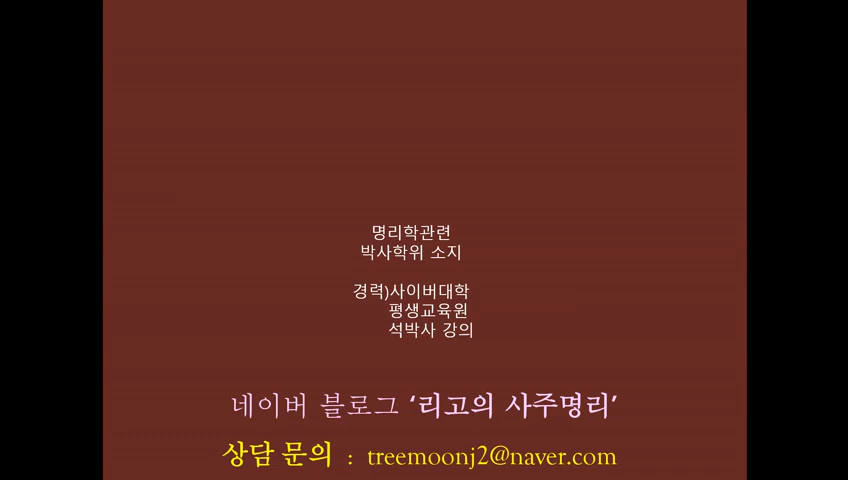 명리학관련
박사학위 소지
경력)사이버대학
평생교육원
석박사 강의
네이버 블로그 ‘리고의 사주명리’
상담 문의 : treemoonj2@naver.com